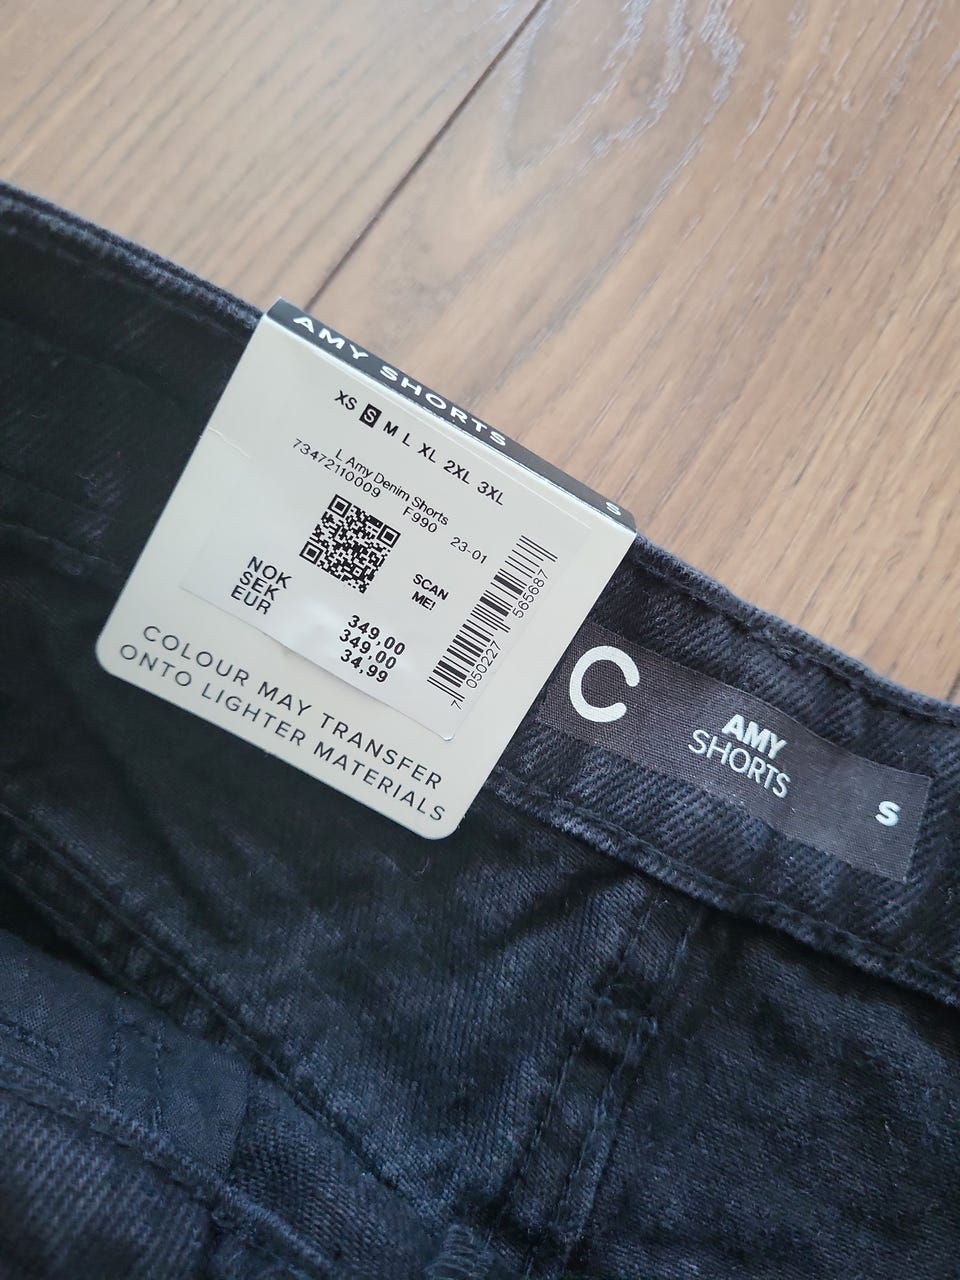 AMY SHORTS S
XS S M L XL 2XL 3XL
L Amy Denim Shorts
73472110009 F990 23-01
SCAN
ME!
NOK 349,00
SEK 349,00
EUR 34,99
7 050227 565687
COLOUR MAY TRANSFER
ONTO LIGHTER MATERIALS
C
AMY
SHORTS
S